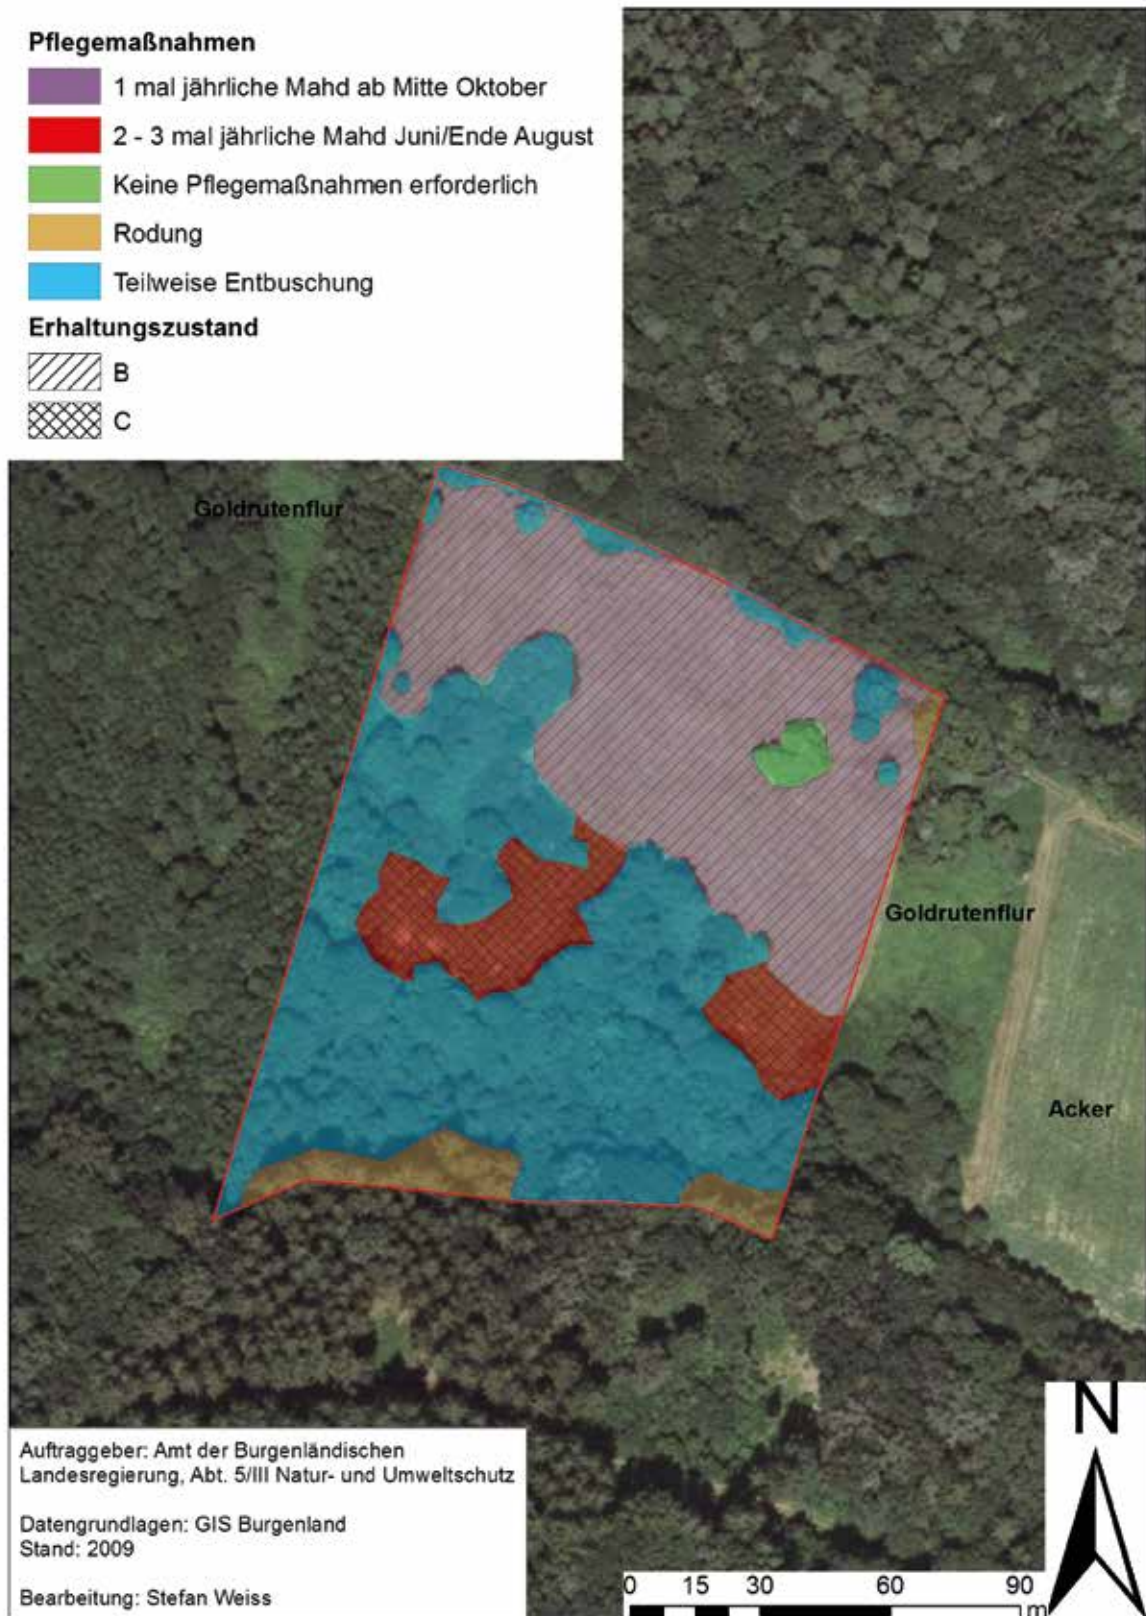 Pflegemaßnahmen
1 mal jährliche Mahd ab Mitte Oktober
2 - 3 mal jährliche Mahd Juni/Ende August
Keine Pflegemaßnahmen erforderlich
Rodung
Teilweise Entbuschung
Erhaltungszustand
B
C
Goldrutenflur
Goldrutenflur
Acker
Auftraggeber: Amt der Burgenländischen
Landesregierung, Abt. 5/III Natur- und Umweltschutz
Datengrundlagen: GIS Burgenland
Stand: 2009
Bearbeitung: Stefan Weiss
N
0 15 30 60 90
m